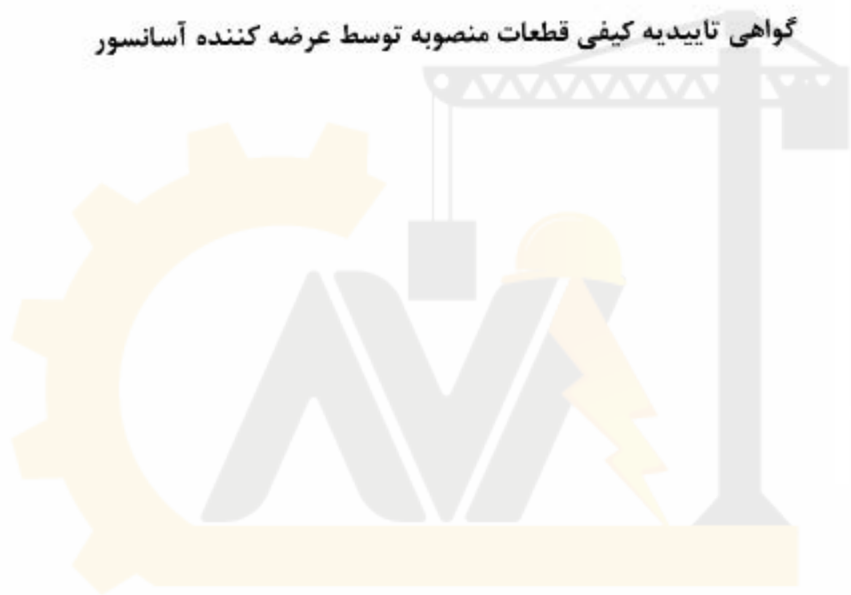 گواهی تاییدیه کیفی قطعات منصوبه توسط عرضه کننده آسانسور